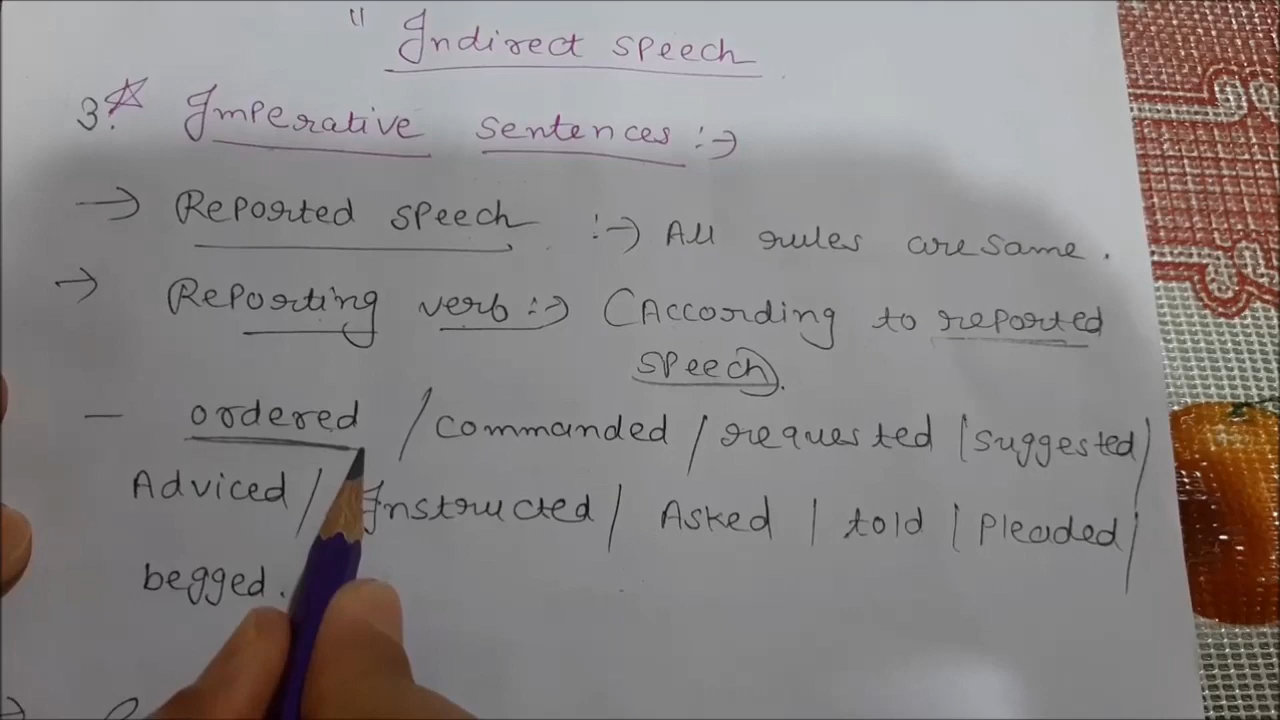 " Indirect speech
3.☆ Imperative sentences :→
→ Reported speech :→ All rules are same.
→ Reporting verb :→ (According to reported
speech).
- ordered / commanded / requested / suggested /
Adviced / Instructed / Asked / told / Pleaded /
begged.